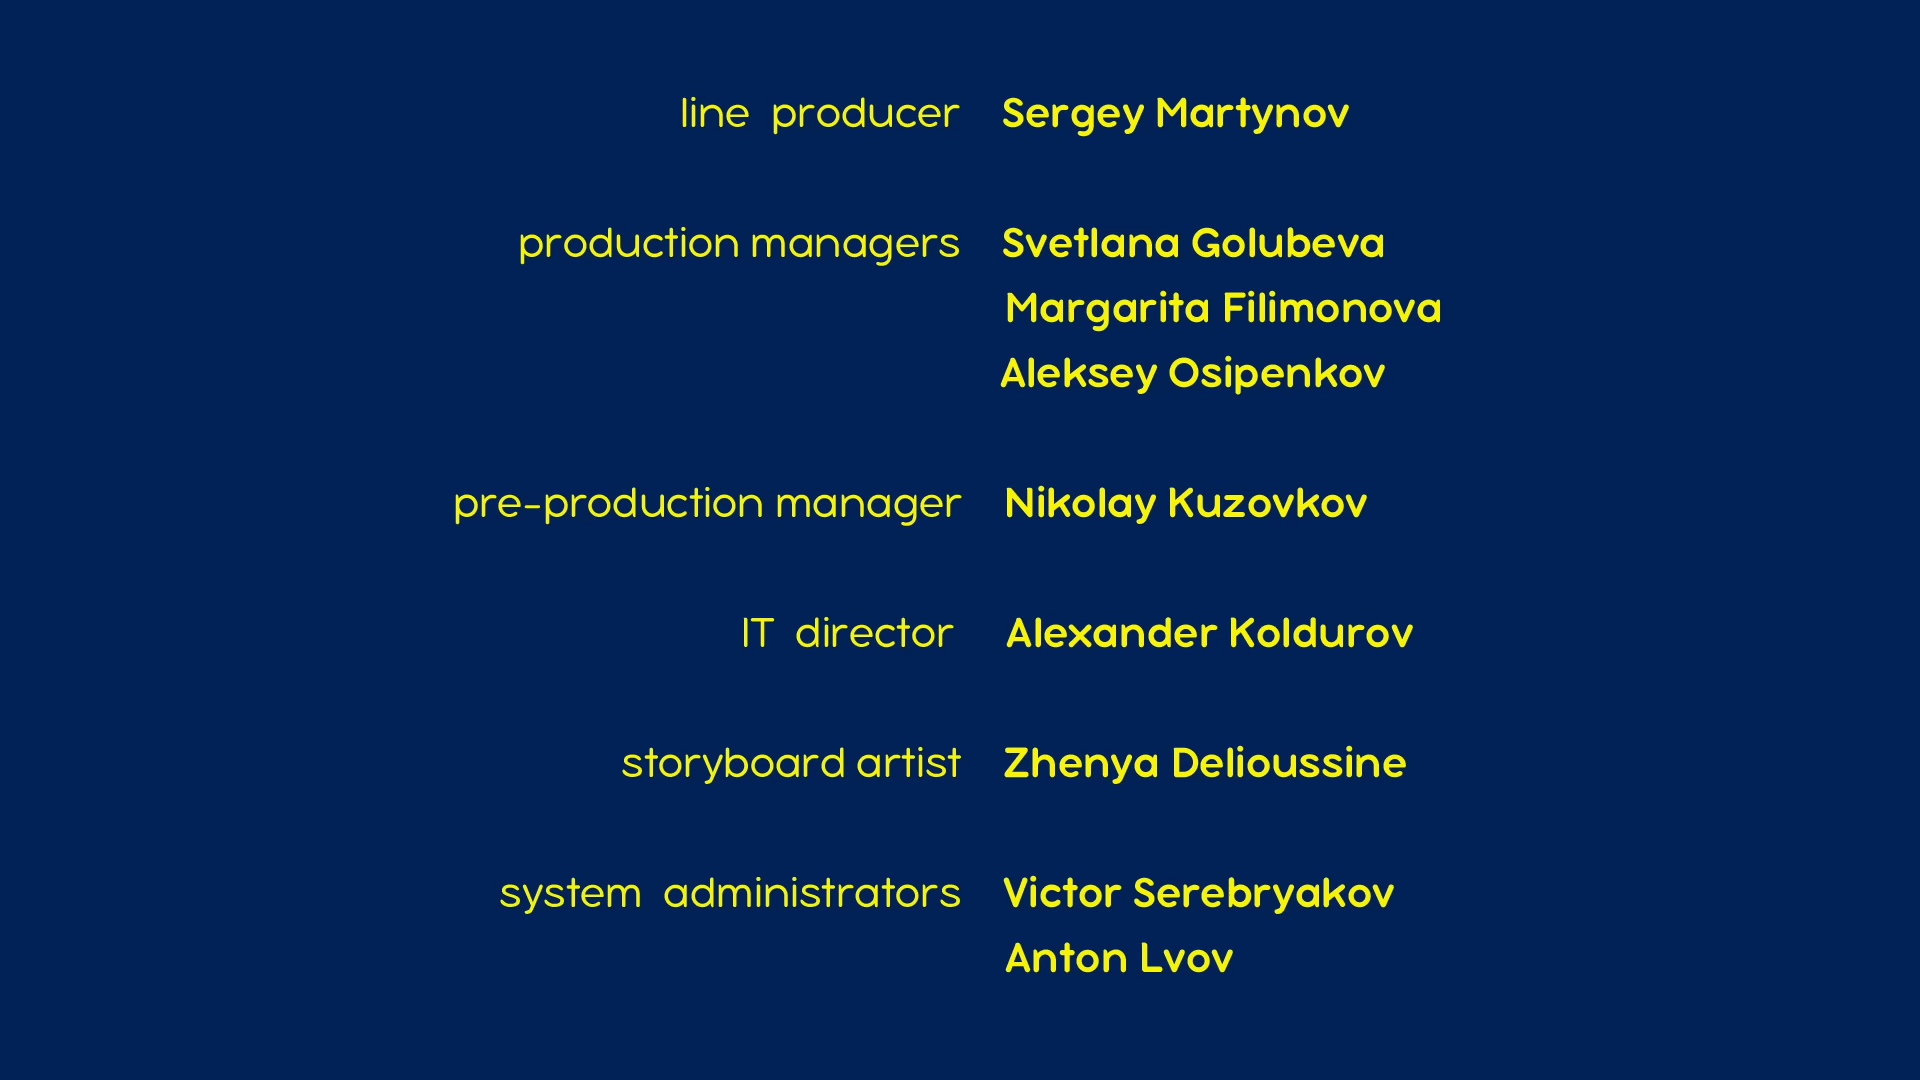 line producer Sergey Martynov
production managers Svetlana Golubeva
Margarita Filimonova
Aleksey Osipenkov
pre-production manager Nikolay Kuzovkov
IT director Alexander Koldurov
storyboard artist Zhenya Delioussine
system administrators Victor Serebryakov
Anton Lvov